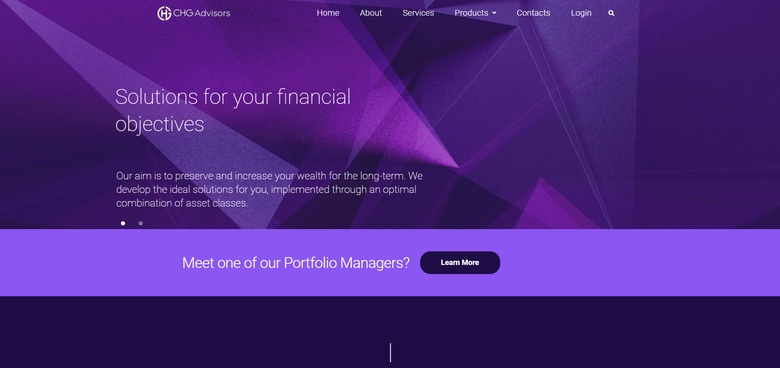 CHG Advisors
Home About Services Products Contacts Login
Solutions for your financial
objectives
Our aim is to preserve and increase your wealth for the long-term. We
develop the ideal solutions for you, implemented through an optimal
combination of asset classes.
Meet one of our Portfolio Managers? Learn More